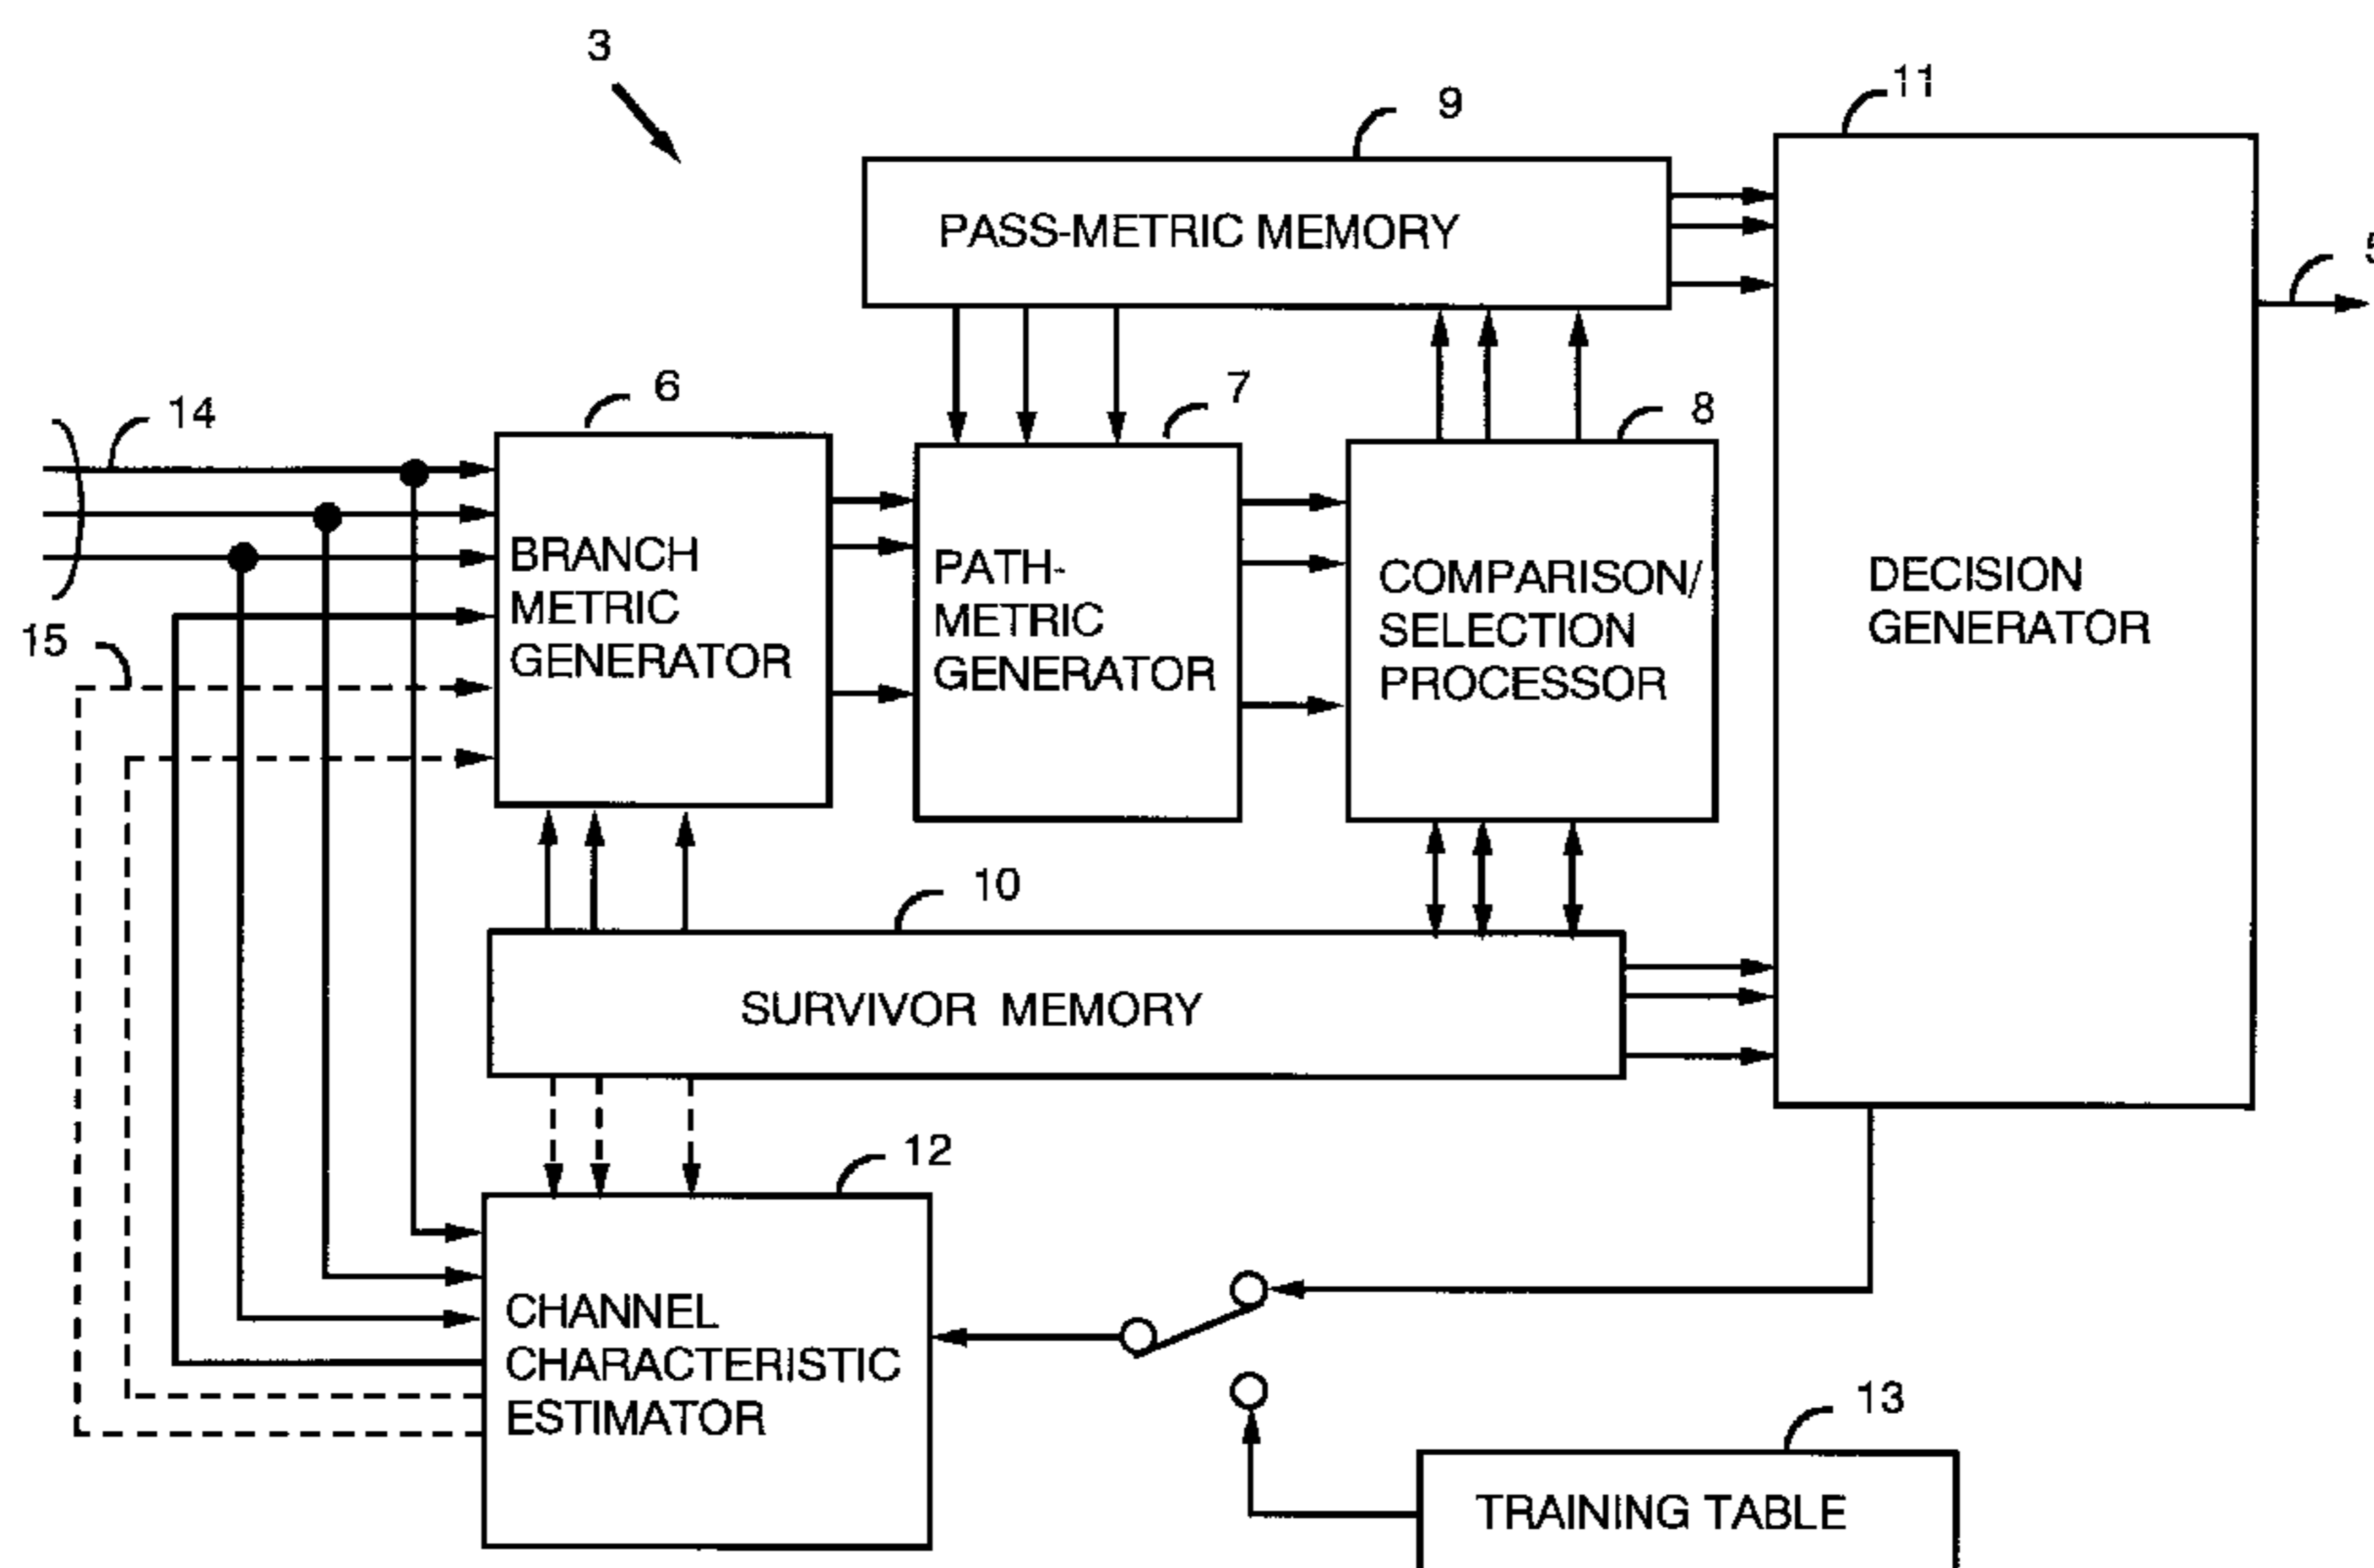 3
9
11
PASS-METRIC MEMORY
5
14
6
7
8
BRANCH
METRIC
GENERATOR
PATH-
METRIC
GENERATOR
COMPARISON/
SELECTION
PROCESSOR
DECISION
GENERATOR
15
10
SURVIVOR MEMORY
12
CHANNEL
CHARACTERISTIC
ESTIMATOR
13
TRAINING TABLE